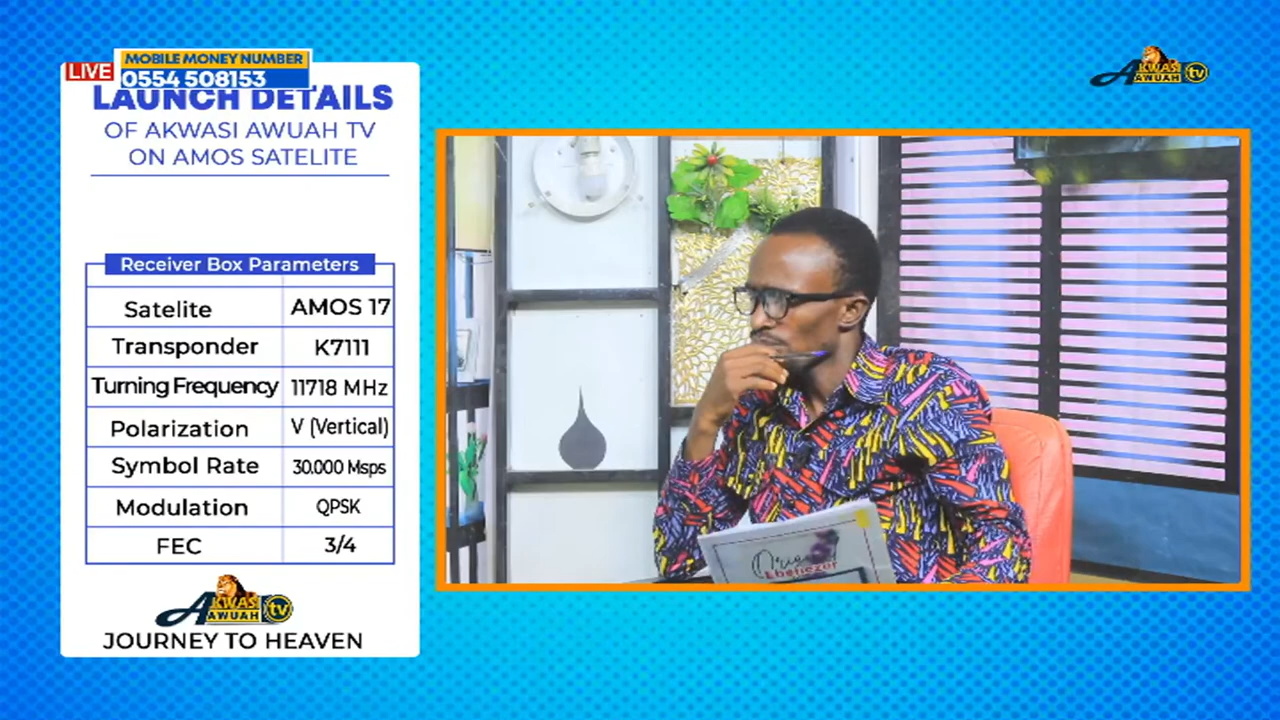 LIVE
MOBILE MONEY NUMBER
0554 508153
LAUNCH DETAILS
OF AKWASI AWUAH TV
ON AMOS SATELITE
Receiver Box Parameters
Satelite AMOS 17
Transponder K7111
Turning Frequency 11718 MHz
Polarization V (Vertical)
Symbol Rate 30.000 Msps
Modulation QPSK
FEC 3/4
AKWASI
AWUAH tv
JOURNEY TO HEAVEN
AKWASI
AWUAH tv
Ebenezer